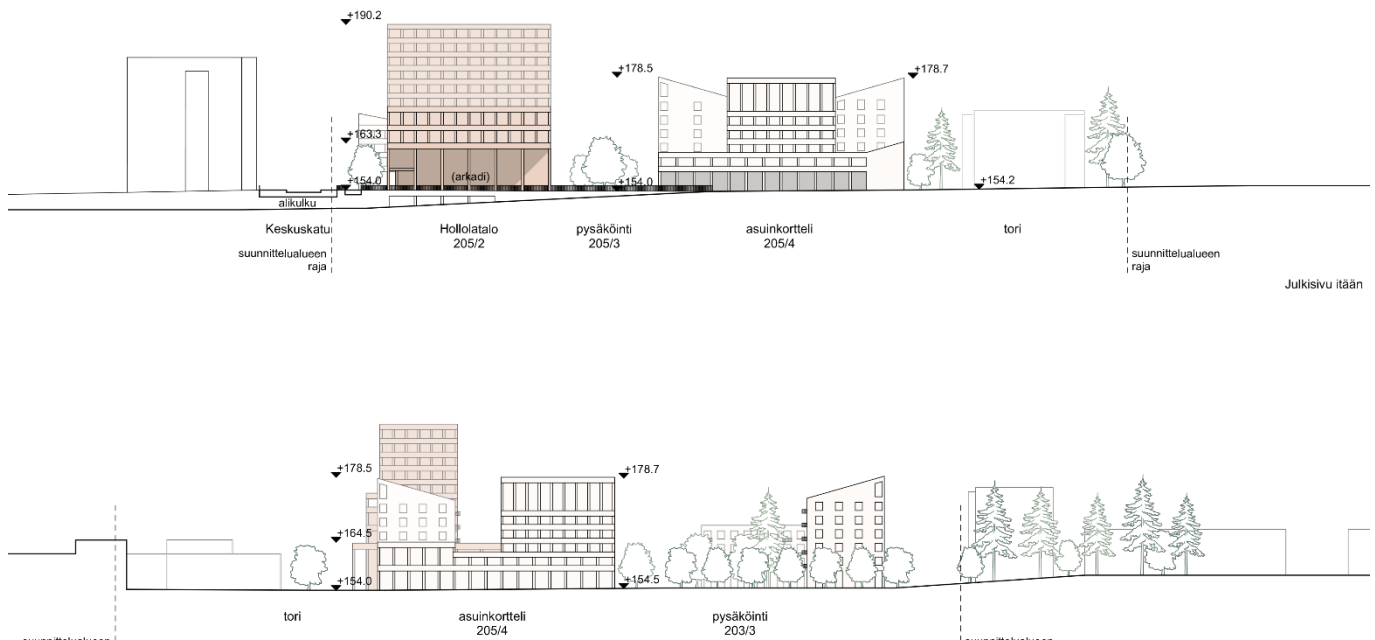 +190.2
+178.5
+178.7
+163.3
(arkadi)
+154.0
+154.0
+154.2
alikulku
Keskuskatu
Hollolatalo
205/2
pysäköinti
205/3
asuinkortteli
205/4
tori
suunnittelualueen
raja
suunnittelualueen
raja
Julkisivu itään
+178.5
+178.7
+164.5
+154.0
+154.5
tori
asuinkortteli
205/4
pysäköinti
203/3
suunnittelualueen
suunnittelualueen